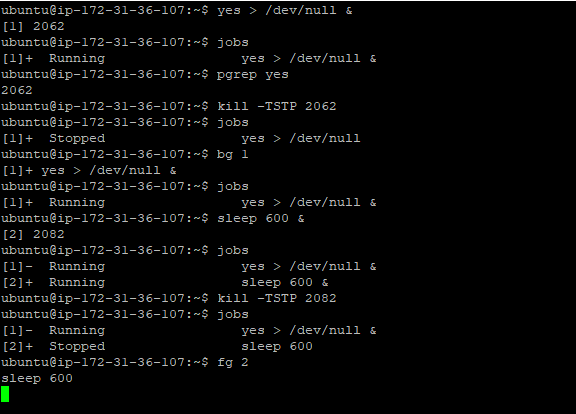 ubuntu@ip-172-31-36-107:~$ yes > /dev/null &
[1] 2062
ubuntu@ip-172-31-36-107:~$ jobs
[1]+  Running                 yes > /dev/null &
ubuntu@ip-172-31-36-107:~$ pgrep yes
2062
ubuntu@ip-172-31-36-107:~$ kill -TSTP 2062
ubuntu@ip-172-31-36-107:~$ jobs
[1]+  Stopped                 yes > /dev/null
ubuntu@ip-172-31-36-107:~$ bg 1
[1]+ yes > /dev/null &
ubuntu@ip-172-31-36-107:~$ jobs
[1]+  Running                 yes > /dev/null &
ubuntu@ip-172-31-36-107:~$ sleep 600 &
[2] 2082
ubuntu@ip-172-31-36-107:~$ jobs
[1]-  Running                 yes > /dev/null &
[2]+  Running                 sleep 600 &
ubuntu@ip-172-31-36-107:~$ kill -TSTP 2082
ubuntu@ip-172-31-36-107:~$ jobs
[1]-  Running                 yes > /dev/null &
[2]+  Stopped                 sleep 600
ubuntu@ip-172-31-36-107:~$ fg 2
sleep 600